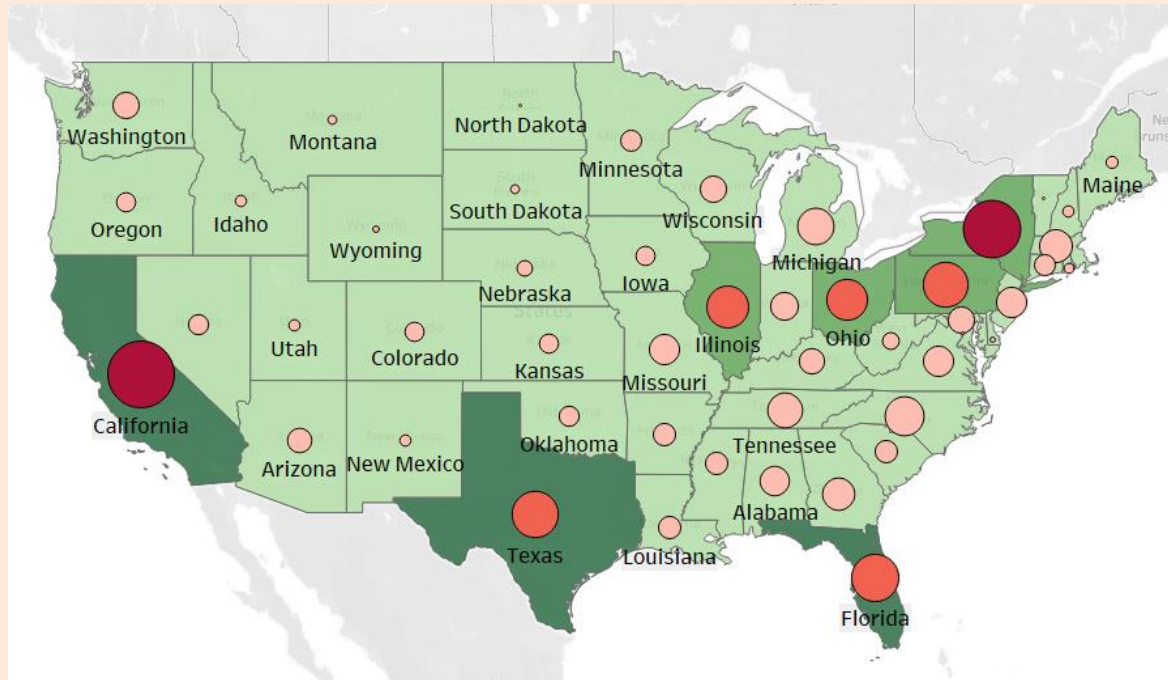 Washington
Montana
North Dakota
Minnesota
Maine
Oregon
Idaho
South Dakota
Wisconsin
Wyoming
Michigan
Nebraska
Iowa
States
Utah
Colorado
Kansas
Illinois
Ohio
Missouri
California
Arizona
New Mexico
Oklahoma
Tennessee
Alabama
Texas
Louisiana
Florida